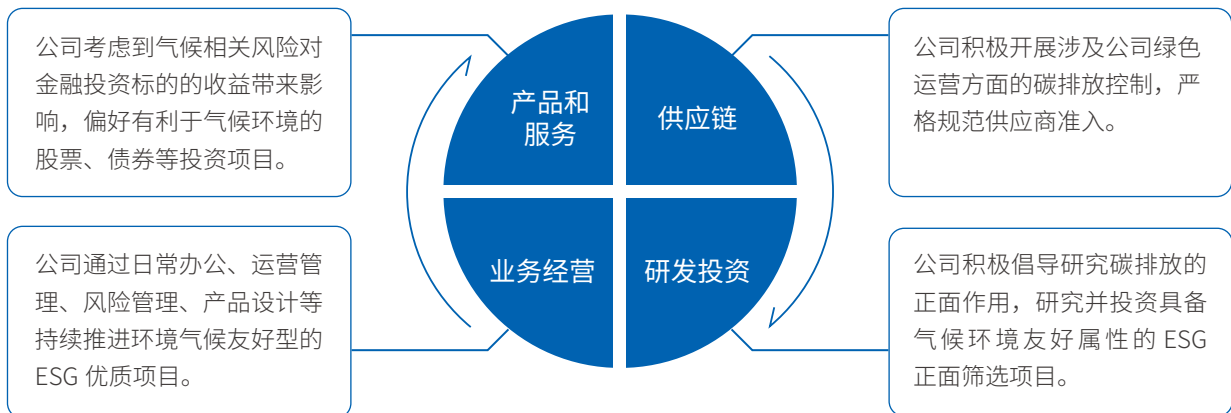 公司考虑到气候相关风险对
金融投资标的的收益带来影
响，偏好有利于气候环境的
股票、债券等投资项目。
产品和
服务
供应链
公司积极开展涉及公司绿色
运营方面的碳排放控制，严
格规范供应商准入。
公司通过日常办公、运营管
理、风险管理、产品设计等
持续推进环境气候友好型的
ESG 优质项目。
业务经营
研发投资
公司积极倡导研究碳排放的
正面作用，研究并投资具备
气候环境友好属性的 ESG
正面筛选项目。